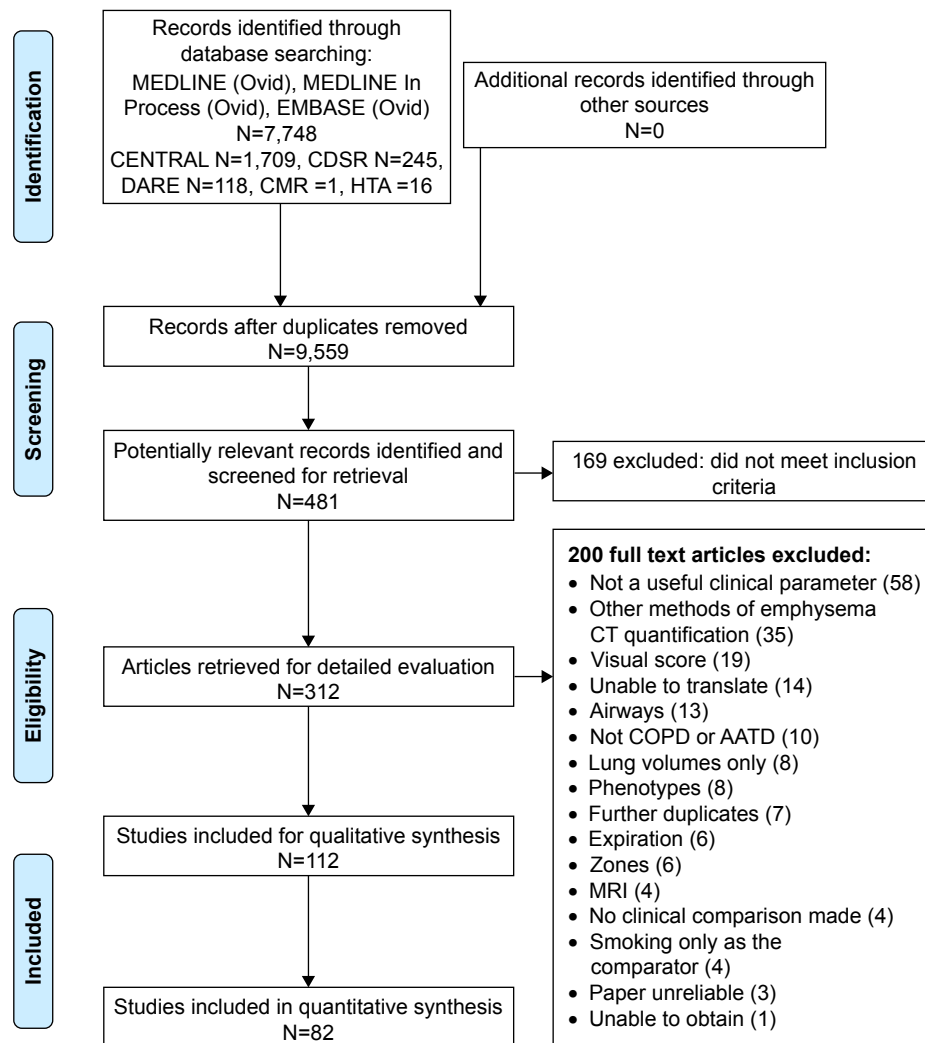 Identification
Records identified through
database searching:
MEDLINE (Ovid), MEDLINE In
Process (Ovid), EMBASE (Ovid)
N=7,748
CENTRAL N=1,709, CDSR N=245,
DARE N=118, CMR =1, HTA =16
Additional records identified through
other sources
N=0
Screening
Records after duplicates removed
N=9,559
Potentially relevant records identified and
screened for retrieval
N=481
169 excluded: did not meet inclusion
criteria
Eligibility
Articles retrieved for detailed evaluation
N=312
200 full text articles excluded:
• Not a useful clinical parameter (58)
• Other methods of emphysema
CT quantification (35)
• Visual score (19)
• Unable to translate (14)
• Airways (13)
• Not COPD or AATD (10)
• Lung volumes only (8)
• Phenotypes (8)
• Further duplicates (7)
• Expiration (6)
• Zones (6)
• MRI (4)
• No clinical comparison made (4)
• Smoking only as the
comparator (4)
• Paper unreliable (3)
• Unable to obtain (1)
Included
Studies included for qualitative synthesis
N=112
Studies included in quantitative synthesis
N=82